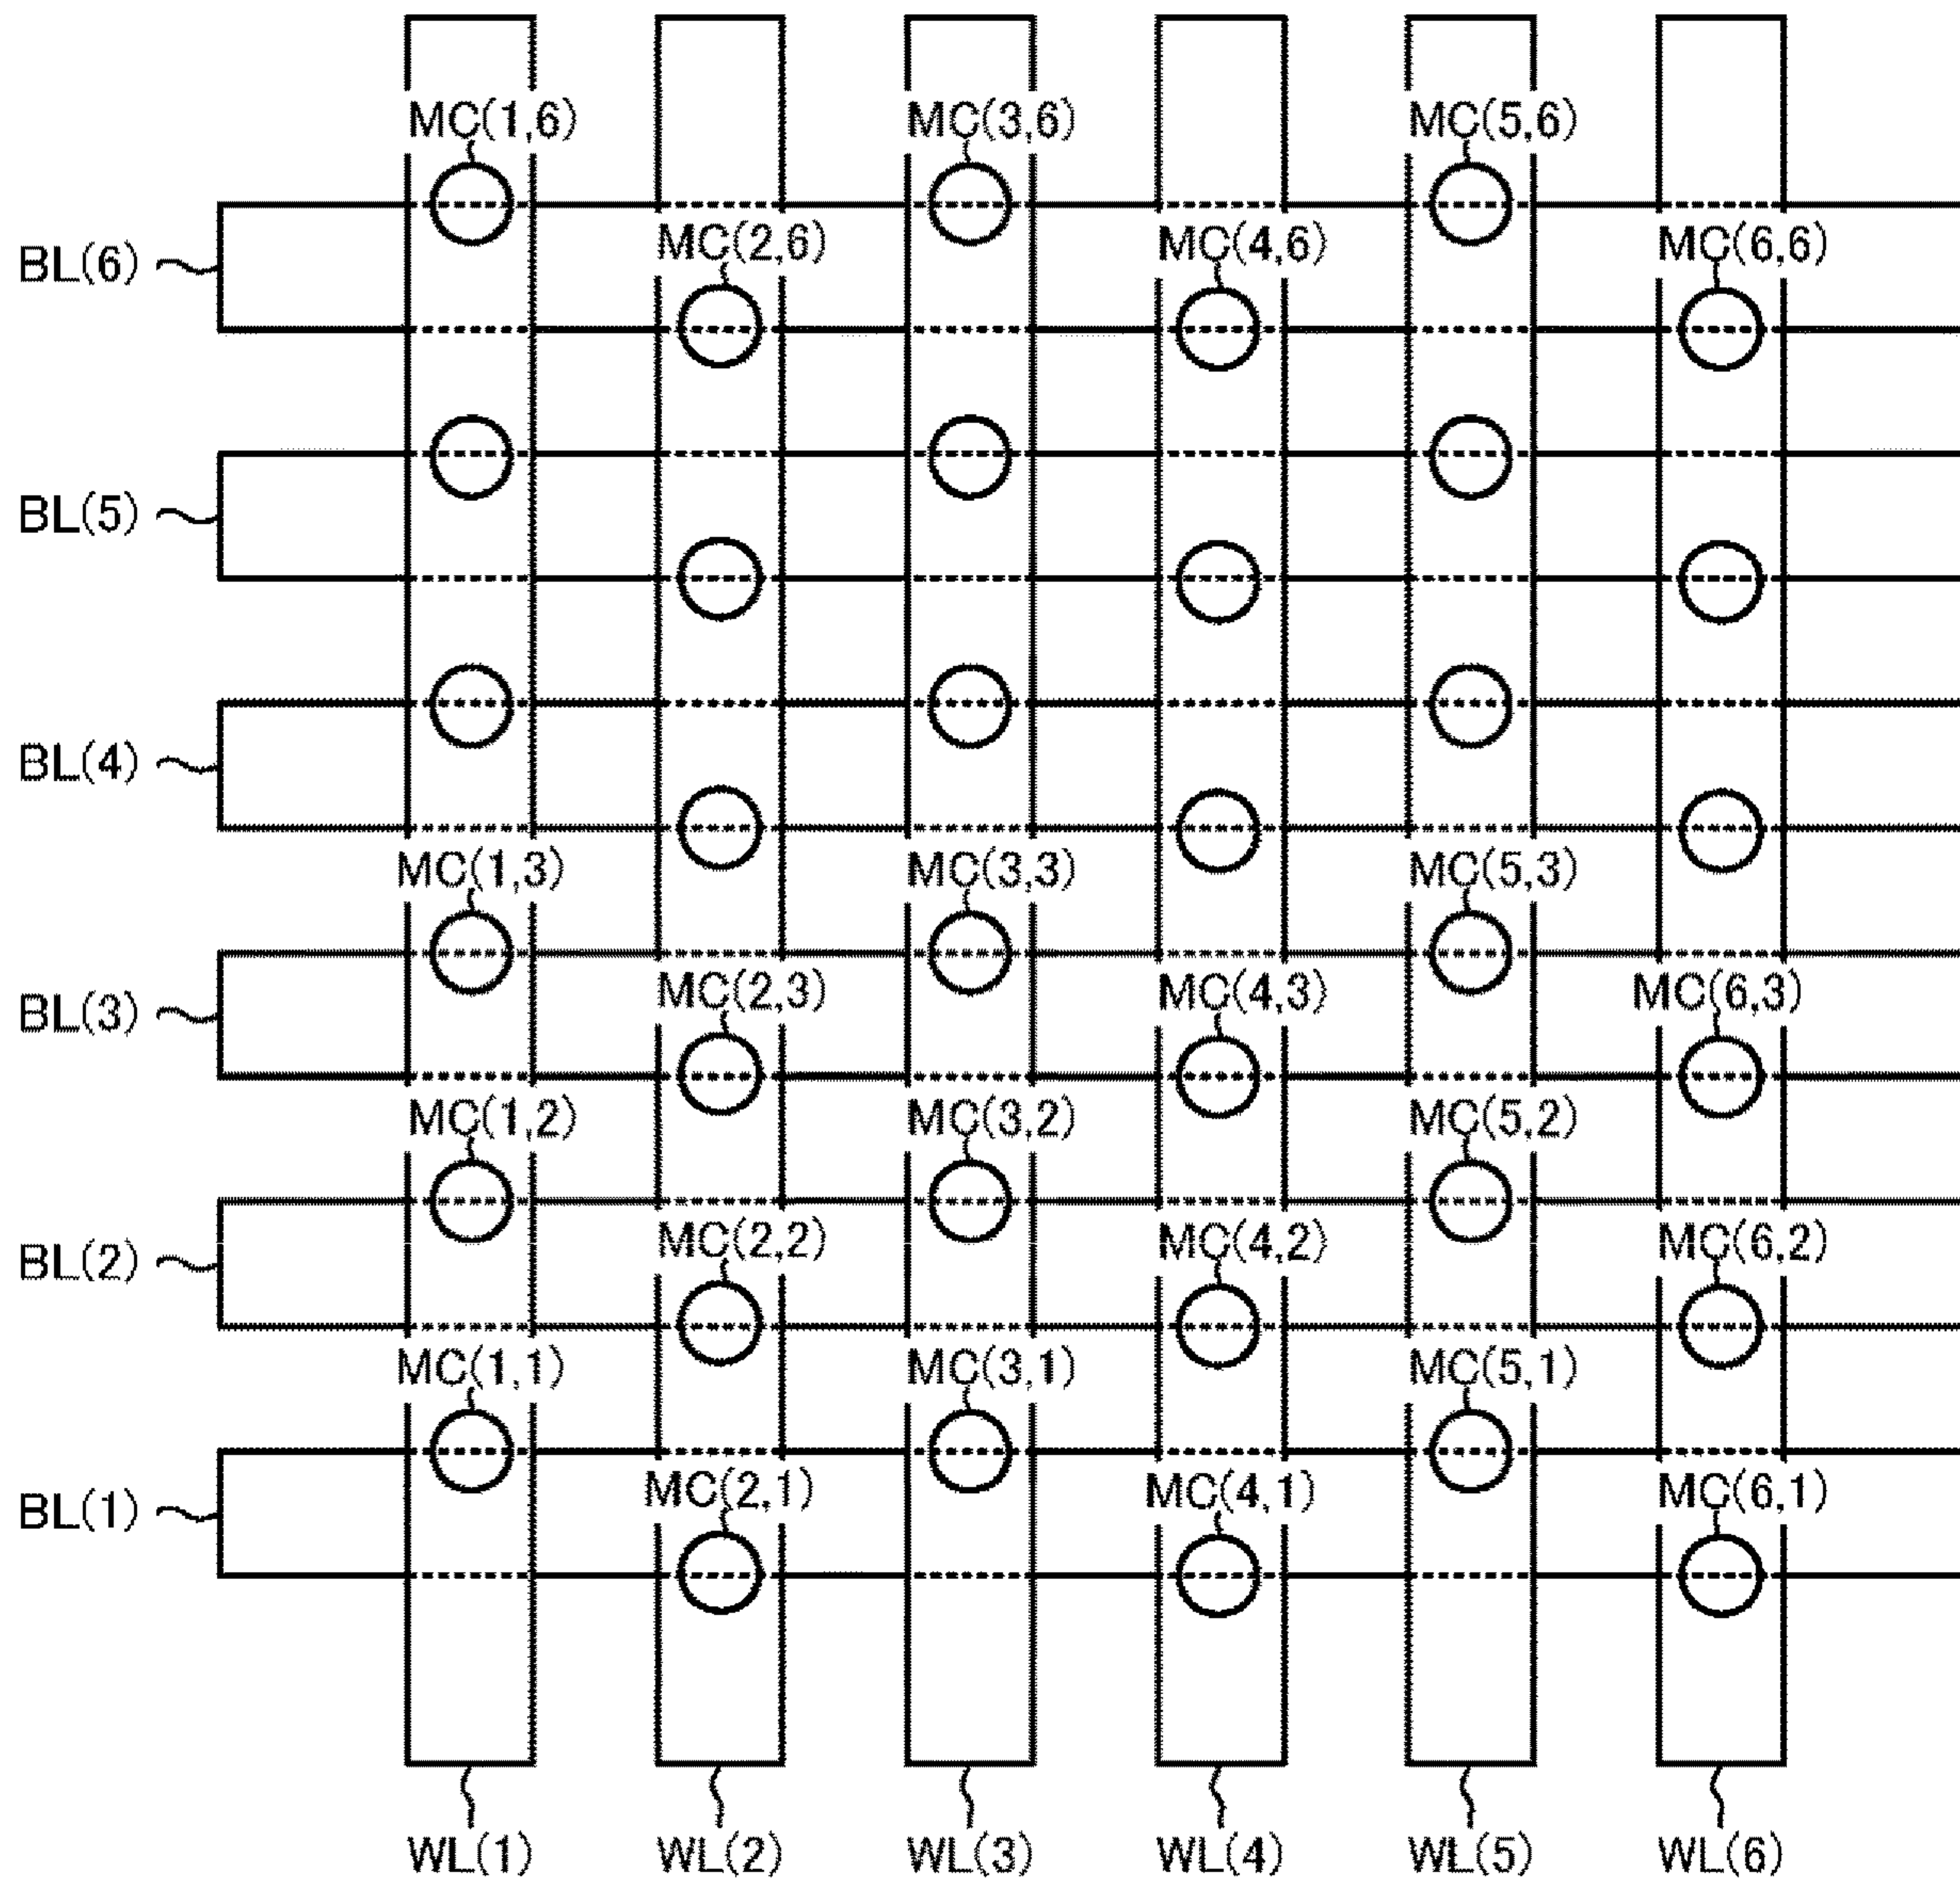 MC(1,6) MC(3,6) MC(5,6)
BL(6) MC(2,6) MC(4,6) MC(6,6)
BL(5)
BL(4)
MC(1,3) MC(3,3) MC(5,3)
BL(3) MC(2,3) MC(4,3) MC(6,3)
MC(1,2) MC(3,2) MC(5,2)
BL(2) MC(2,2) MC(4,2) MC(6,2)
MC(1,1) MC(3,1) MC(5,1)
BL(1) MC(2,1) MC(4,1) MC(6,1)
WL(1) WL(2) WL(3) WL(4) WL(5) WL(6)